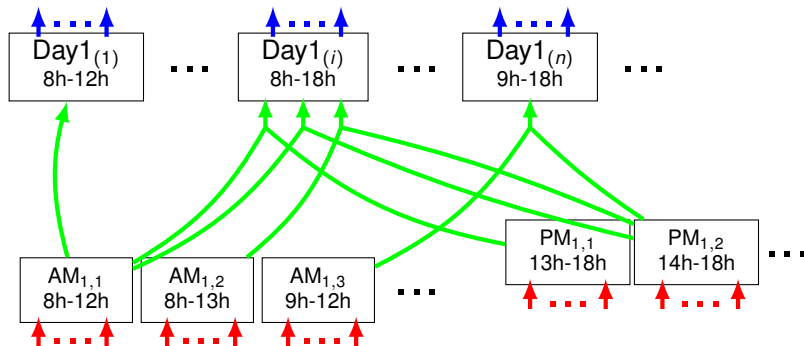 Day1(1)
8h-12h
Day1(i)
8h-18h
Day1(n)
9h-18h
AM1,1
8h-12h
AM1,2
8h-13h
AM1,3
9h-12h
PM1,1
13h-18h
PM1,2
14h-18h